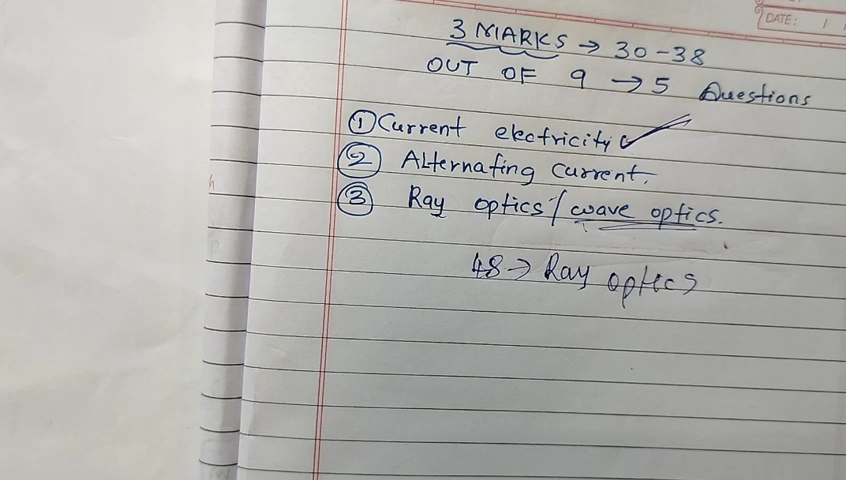 DATE: / /
3 MARKS → 30-38
OUT OF 9 → 5 Questions
① Current electricity ✓
② Alternating current.
③ Ray optics / wave optics.
48 → Ray optics